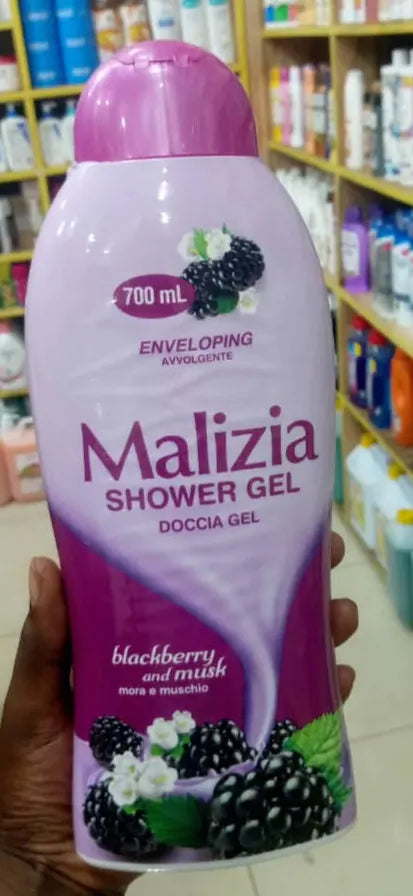 700 mL
ENVELOPING
AVVOLGENTE
Malizia
SHOWER GEL
DOCCIA GEL
blackberry
and musk
mora e muschio